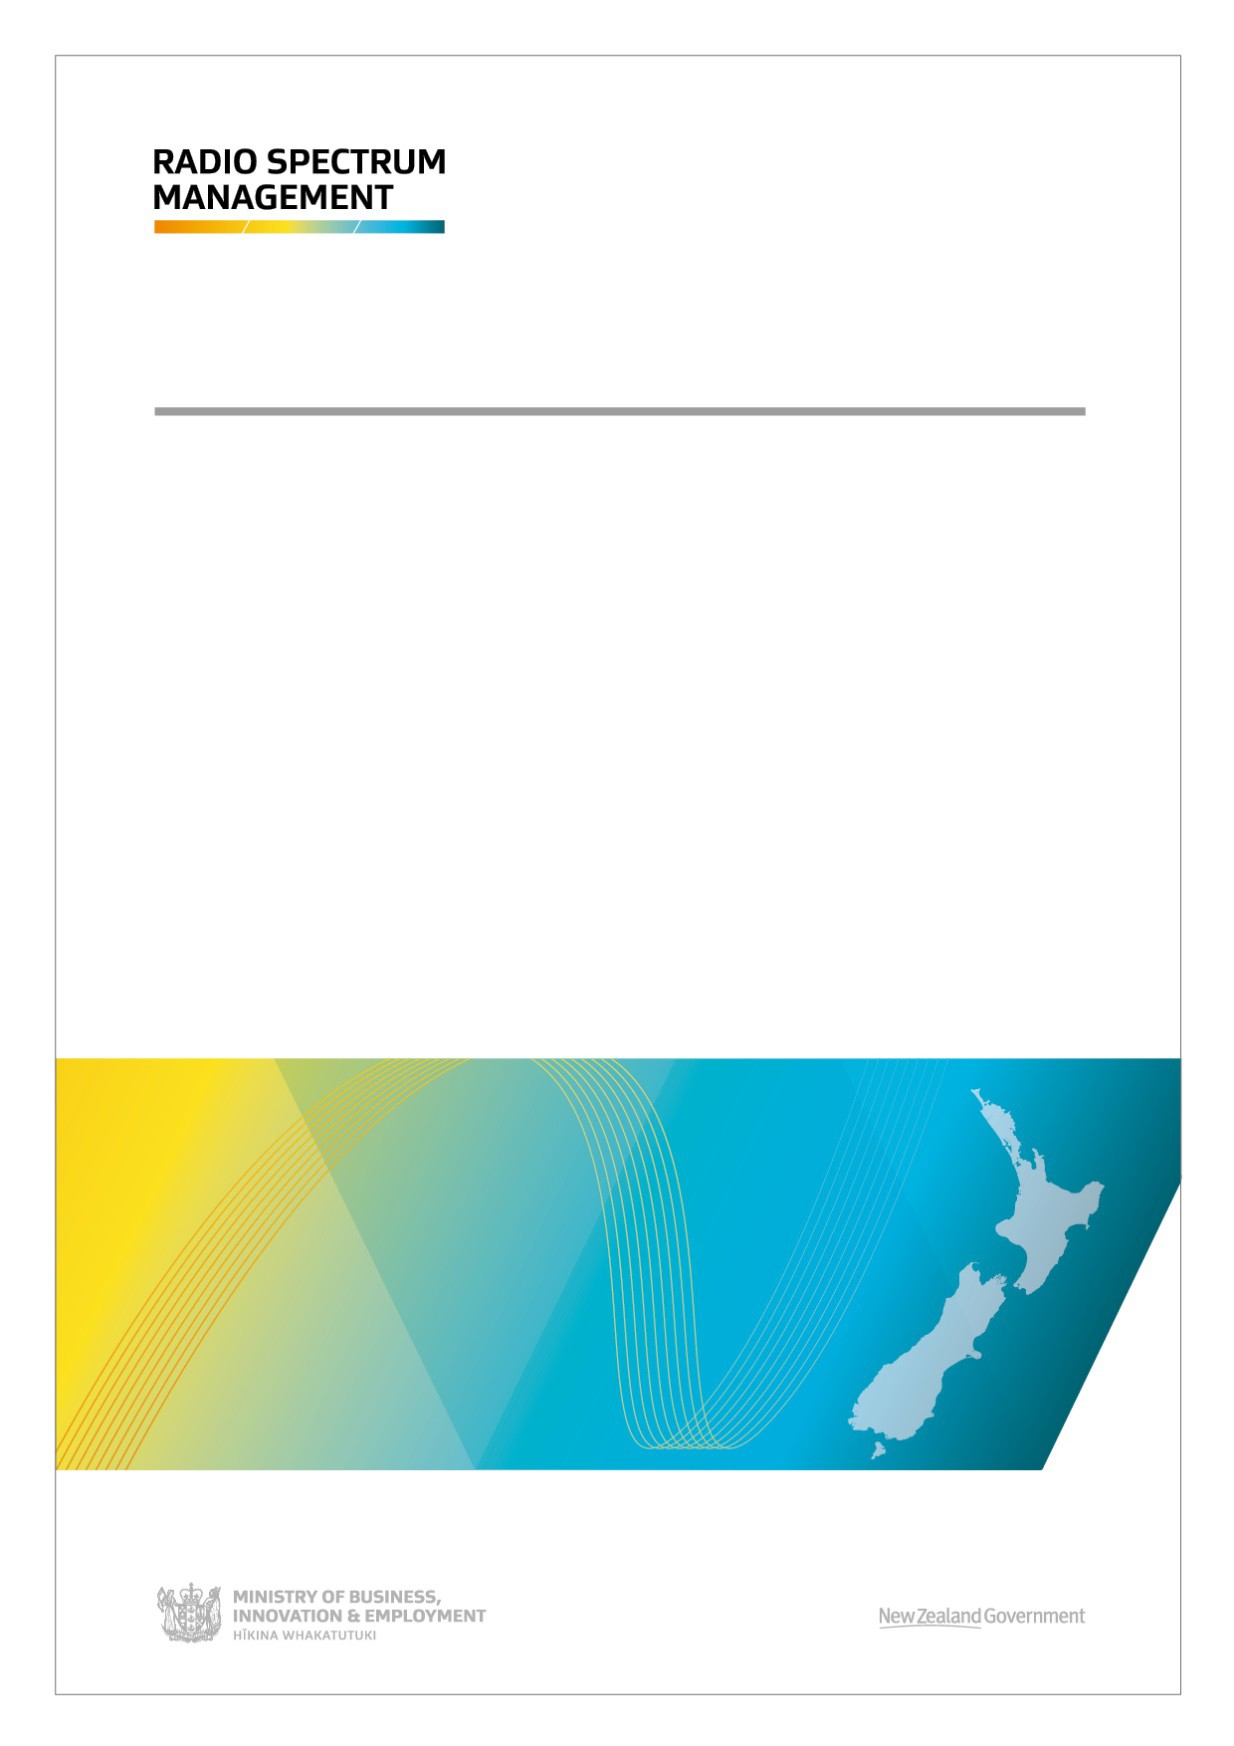 RADIO SPECTRUM
MANAGEMENT
MINISTRY OF BUSINESS,
INNOVATION & EMPLOYMENT
HĪKINA WHAKATUTUKI
New Zealand Government